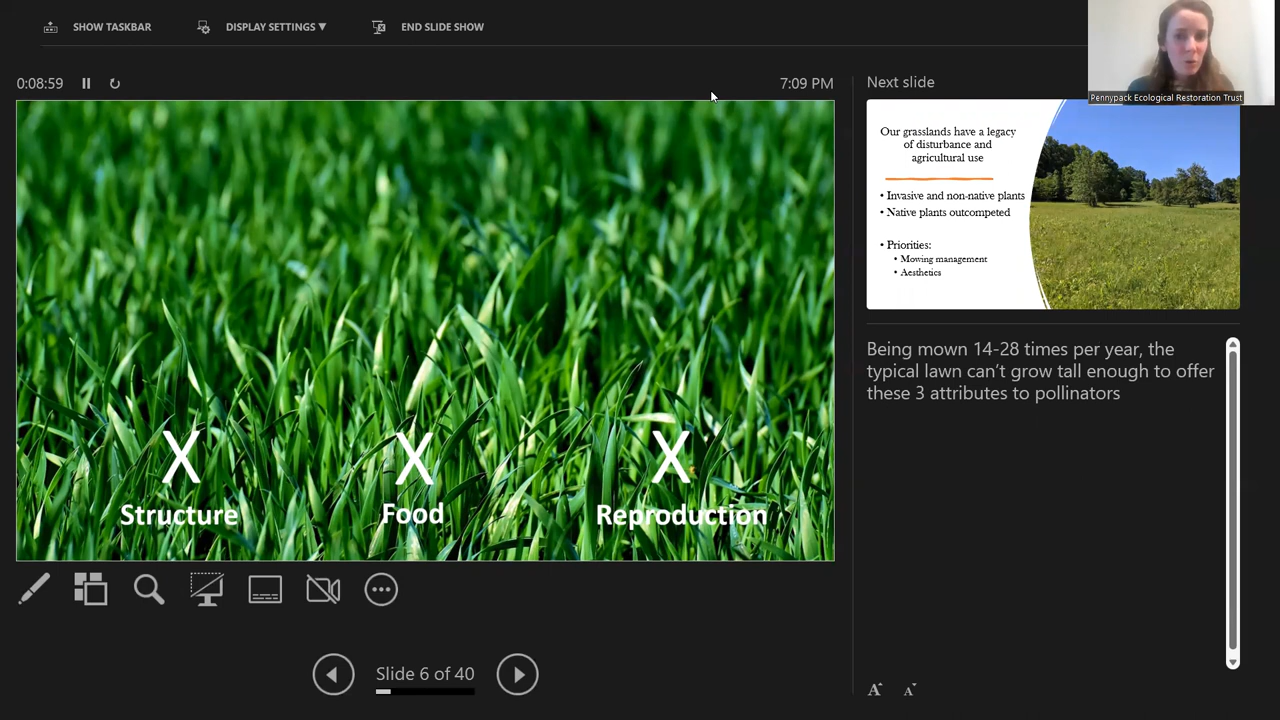 SHOW TASKBAR
DISPLAY SETTINGS ▼
END SLIDE SHOW
Pennypack Ecological Restoration Trust
0:08:59
7:09 PM
Next slide
X X X
Structure Food Reproduction
Our grasslands have a legacy
of disturbance and
agricultural use
• Invasive and non-native plants
• Native plants outcompeted
• Priorities:
• Mowing management
• Aesthetics
Being mown 14-28 times per year, the
typical lawn can’t grow tall enough to offer
these 3 attributes to pollinators
Slide 6 of 40
A A